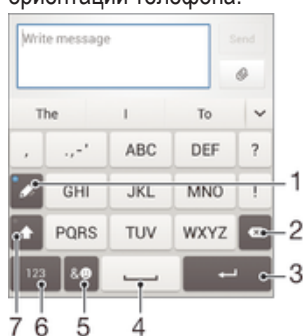 ориентации телефона.
Write message
Send
The I To
, .,-' ABC DEF ?
GHI JKL MNO !
PQRS TUV WXYZ
123 &
1
2
3
7 6 5 4